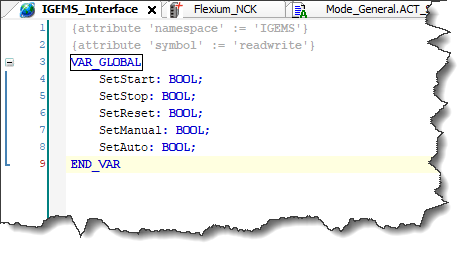 IGEMS_Interface Flexium_NCK Mode_General.ACT
1 {attribute 'namespace' := 'IGEMS'}
2 {attribute 'symbol' := 'readwrite'}
3 VAR_GLOBAL
4 SetStart: BOOL;
5 SetStop: BOOL;
6 SetReset: BOOL;
7 SetManual: BOOL;
8 SetAuto: BOOL;
9 END_VAR